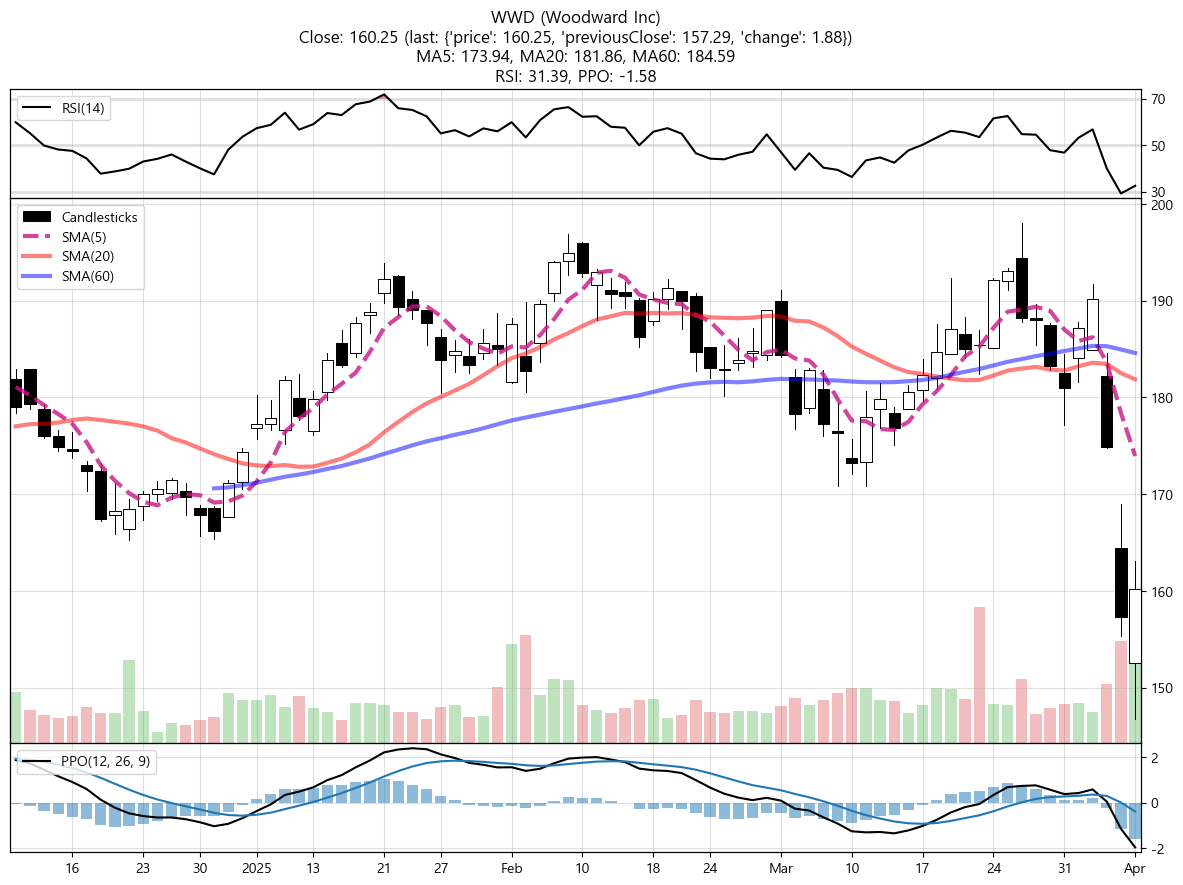 WWD (Woodward Inc)
Close: 160.25 (last: {'price': 160.25, 'previousClose': 157.29, 'change': 1.88})
MA5: 173.94, MA20: 181.86, MA60: 184.59
RSI: 31.39, PPO: -1.58
RSI(14)
70
50
30
Candlesticks
SMA(5)
SMA(20)
SMA(60)
200
190
180
170
160
150
PPO(12, 26, 9)
2
0
-2
16 23 30 2025 13 21 27 Feb 10 18 24 Mar 10 17 24 31 Apr